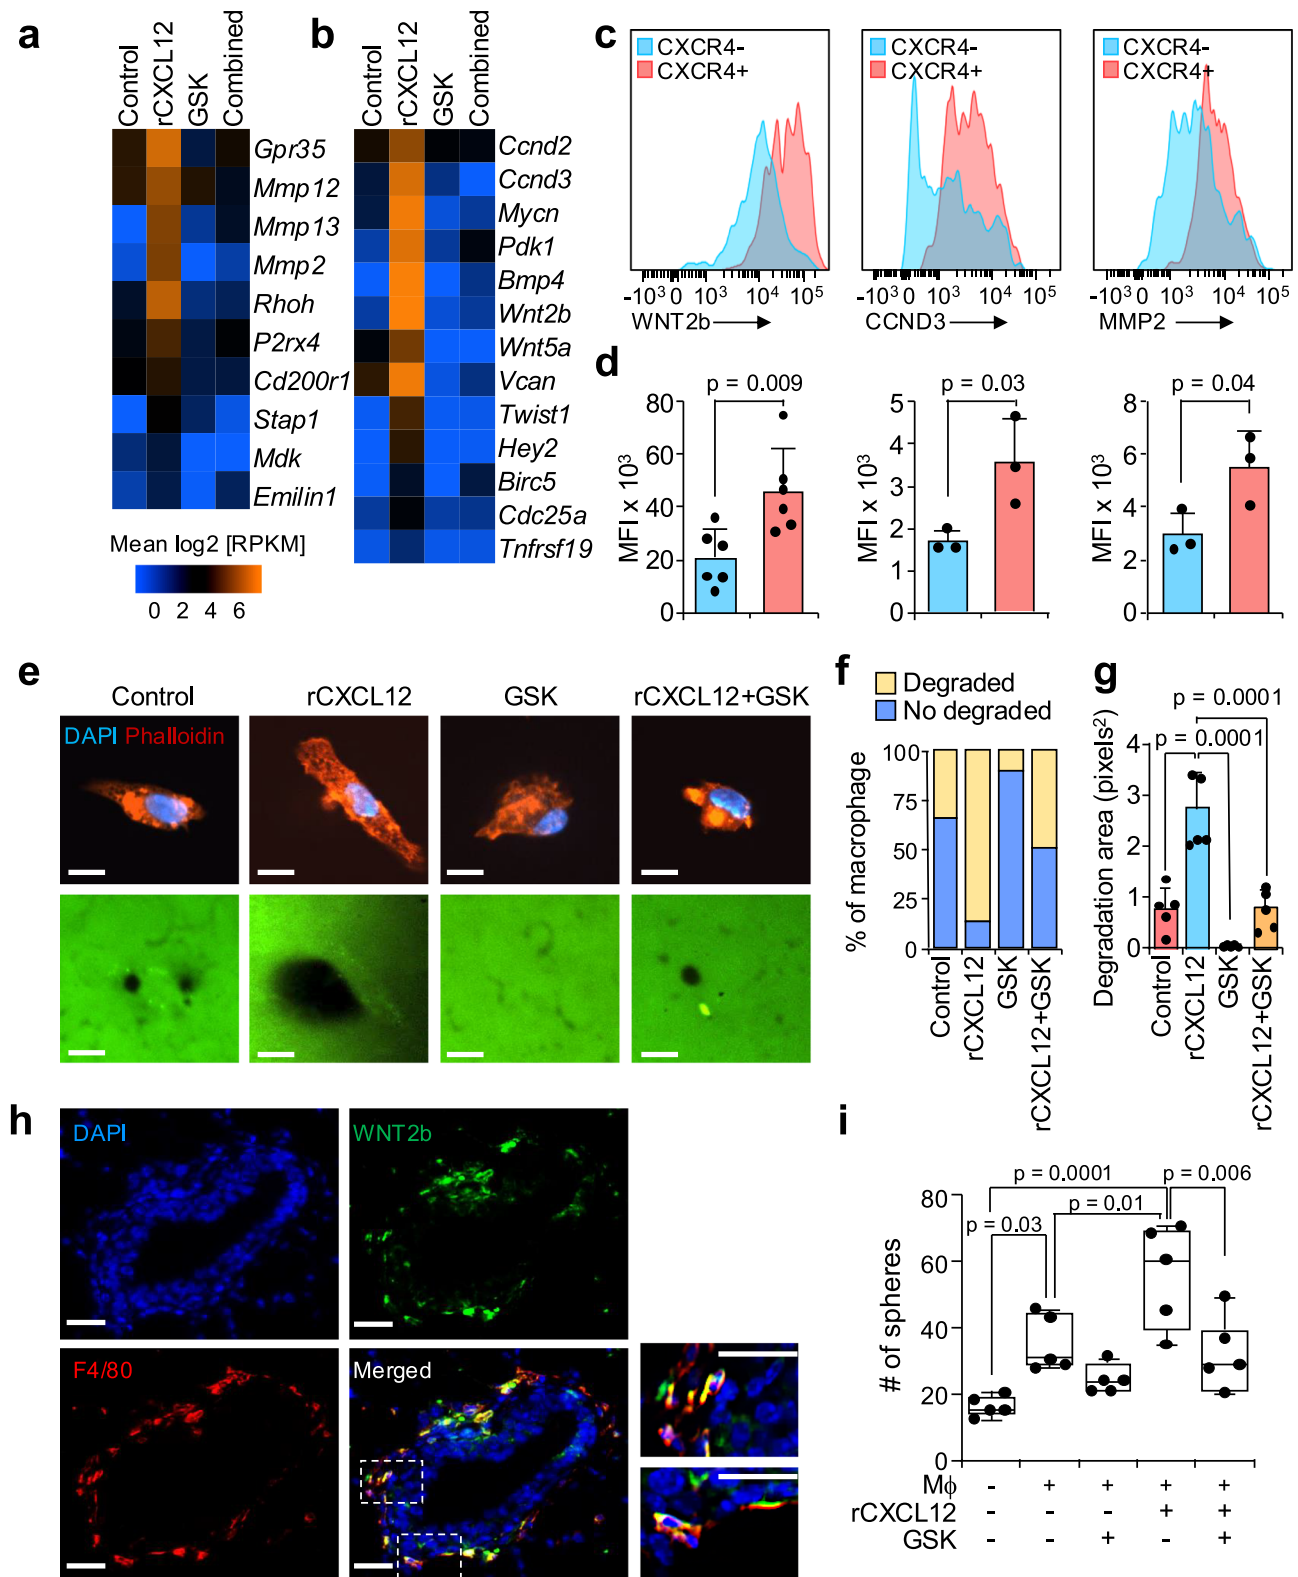 a
Control
rCXCL12
GSK
Combined
Gpr35
Mmp12
Mmp13
Mmp2
Rhoh
P2rx4
Cd200r1
Stap1
Mdk
Emilin1
Mean log2 [RPKM]
0 2 4 6
b
Control
rCXCL12
GSK
Combined
Ccnd2
Ccnd3
Mycn
Pdk1
Bmp4
Wnt2b
Wnt5a
Vcan
Twist1
Hey2
Birc5
Cdc25a
Tnfrsf19
c
CXCR4-
CXCR4+
-10³ 0 10³ 10⁴ 10⁵
WNT2b
CXCR4-
CXCR4+
-10³ 0 10³ 10⁴ 10⁵
CCND3
CXCR4-
CXCR4+
-10³ 0 10³ 10⁴ 10⁵
MMP2
d
p = 0.009
MFI x 10³
80
60
40
20
0
p = 0.03
MFI x 10³
5
4
3
2
1
p = 0.04
MFI x 10³
8
6
4
2
0
e
Control
rCXCL12
GSK
rCXCL12+GSK
DAPI Phalloidin
f
Degraded
No degraded
% of macrophage
100
75
50
25
0
Control
rCXCL12
GSK
rCXCL12+GSK
g
p = 0.0001
p = 0.0001
Degradation area (pixels²)
4
3
2
1
0
Control
rCXCL12
GSK
rCXCL12+GSK
h
DAPI
WNT2b
F4/80
Merged
i
p = 0.0001
p = 0.006
p = 0.03
p = 0.01
# of spheres
80
60
40
20
0
Mϕ - + + + +
rCXCL12 - - - + +
GSK - - + - +